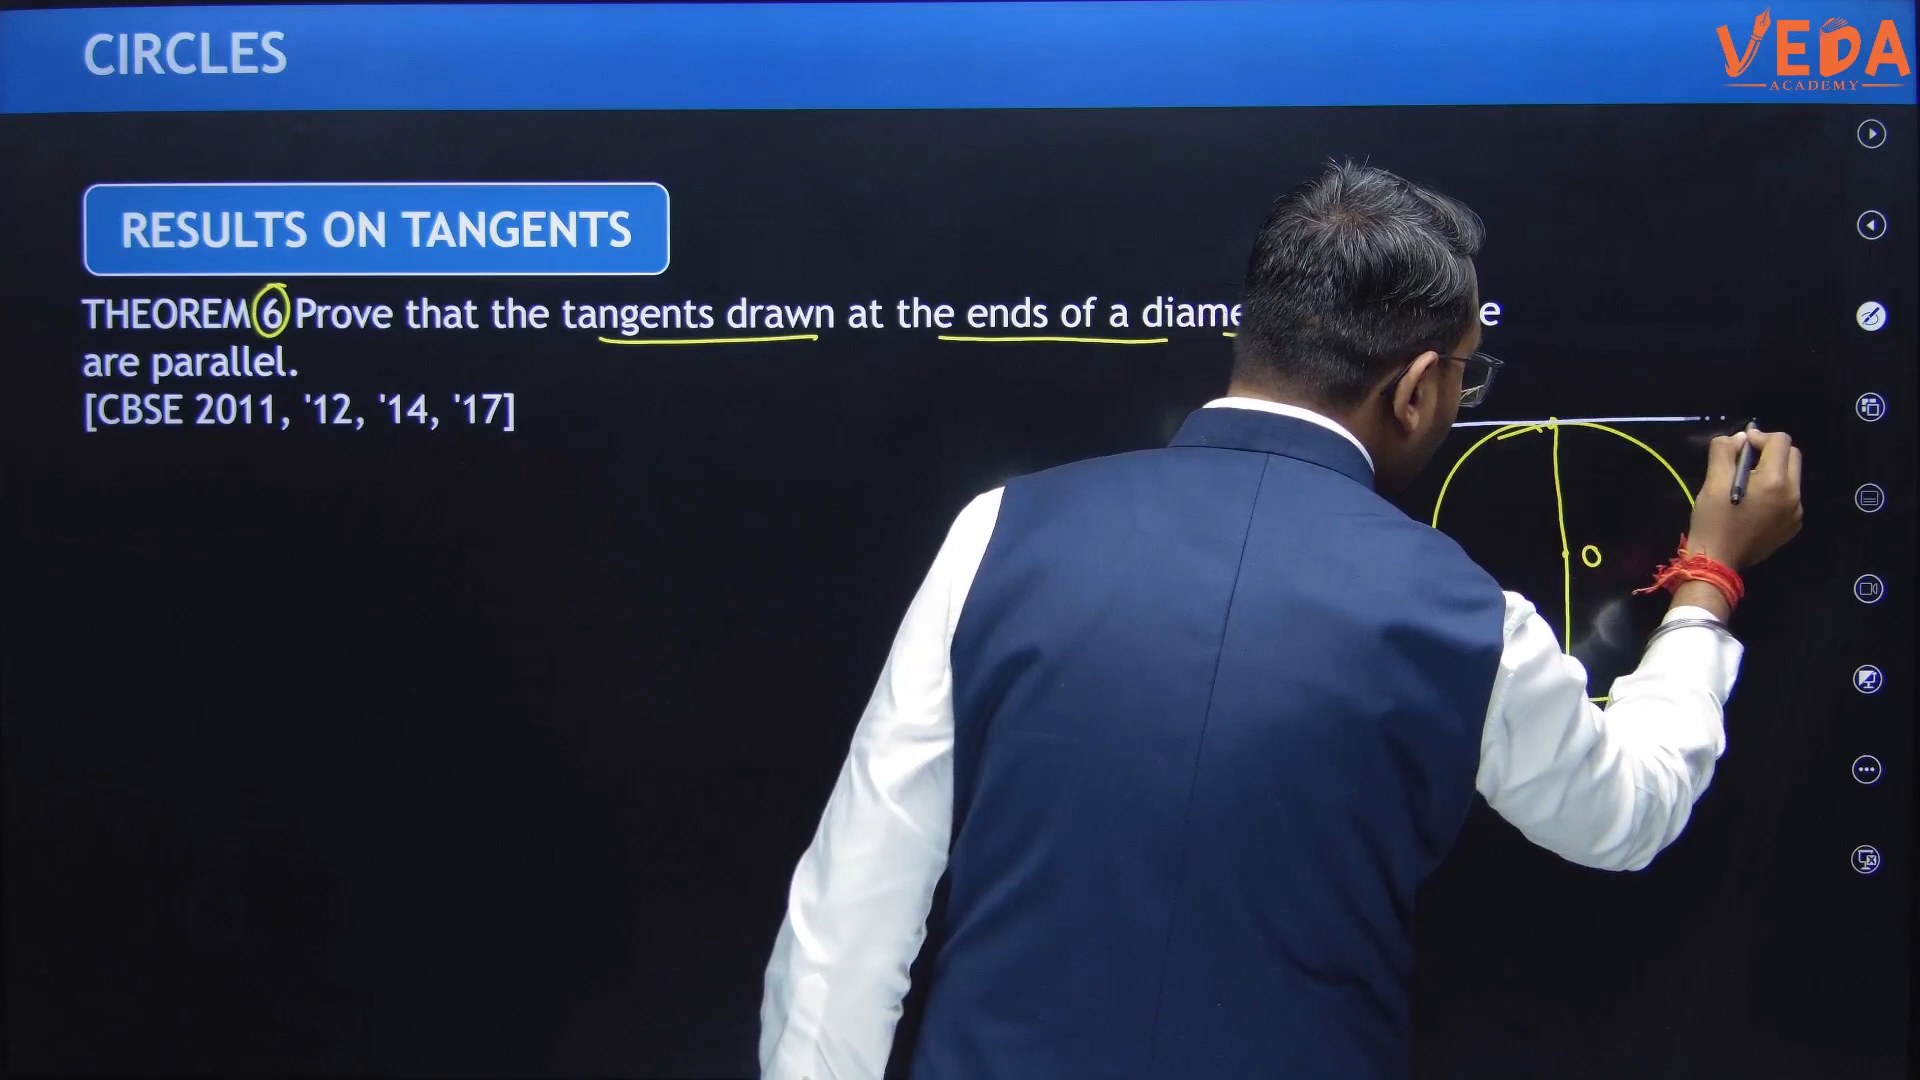 CIRCLES
VEDA
ACADEMY
RESULTS ON TANGENTS
THEOREM 6 Prove that the tangents drawn at the ends of a diame e
are parallel.
[CBSE 2011, '12, '14, '17]
O